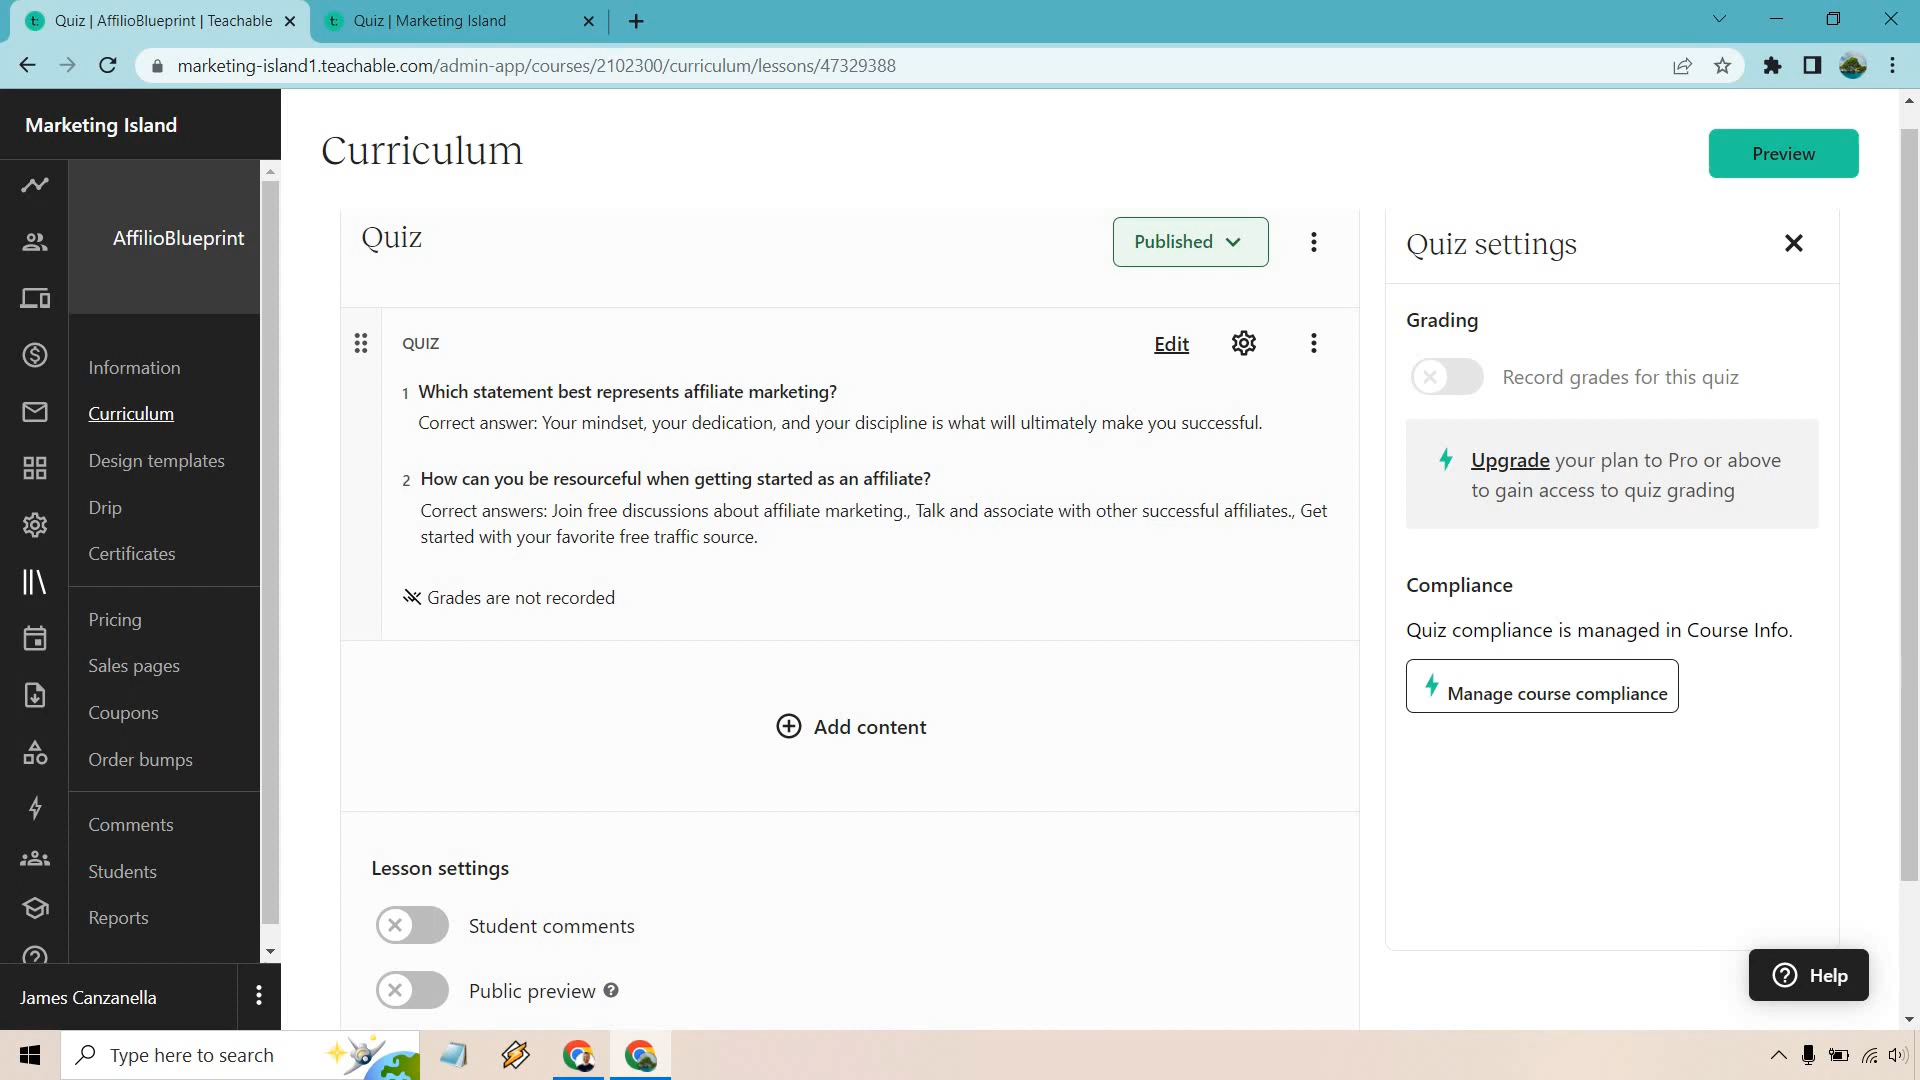 Quiz | AffilioBlueprint | Teachable
Quiz | Marketing Island
marketing-island1.teachable.com/admin-app/courses/2102300/curriculum/lessons/47329388
Marketing Island
AffilioBlueprint
Information
Curriculum
Design templates
Drip
Certificates
Pricing
Sales pages
Coupons
Order bumps
Comments
Students
Reports
James Canzanella
Curriculum
Preview
Quiz
Published
QUIZ
Edit
1 Which statement best represents affiliate marketing?
Correct answer: Your mindset, your dedication, and your discipline is what will ultimately make you successful.
2 How can you be resourceful when getting started as an affiliate?
Correct answers: Join free discussions about affiliate marketing., Talk and associate with other successful affiliates., Get
started with your favorite free traffic source.
Grades are not recorded
Add content
Lesson settings
Student comments
Public preview
Quiz settings
Grading
Record grades for this quiz
Upgrade your plan to Pro or above
to gain access to quiz grading
Compliance
Quiz compliance is managed in Course Info.
Manage course compliance
Help
Type here to search